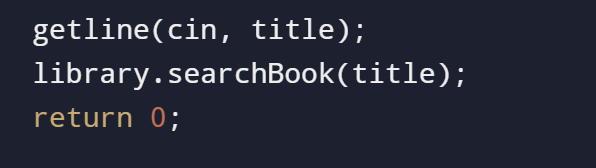 getline(cin, title);
library.searchBook(title);
return 0;